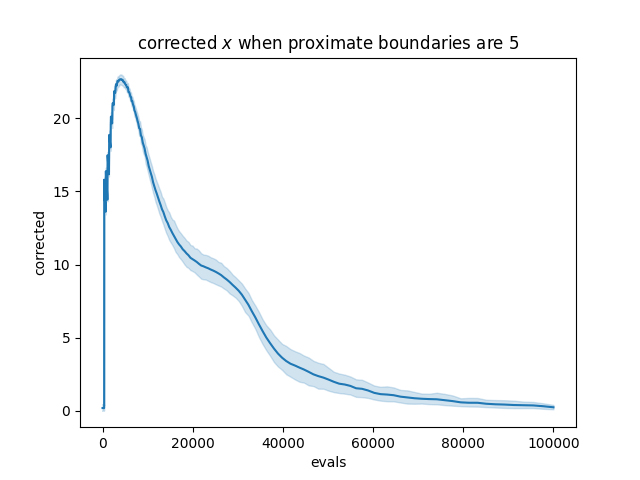 corrected x when proximate boundaries are 5
20
15
10
5
0
corrected
0 20000 40000 60000 80000 100000
evals